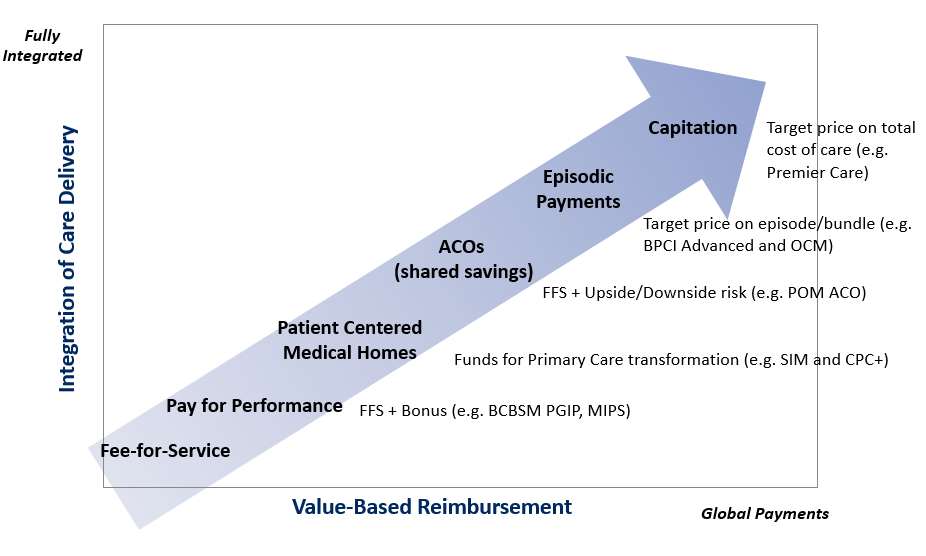 Fully
Integrated
Integration of Care Delivery
Capitation
Target price on total
cost of care (e.g.
Premier Care)
Episodic
Payments
Target price on episode/bundle (e.g.
BPCI Advanced and OCM)
ACOs
(shared savings)
FFS + Upside/Downside risk (e.g. POM ACO)
Patient Centered
Medical Homes
Funds for Primary Care transformation (e.g. SIM and CPC+)
Pay for Performance
FFS + Bonus (e.g. BCBSM PGIP, MIPS)
Fee-for-Service
Value-Based Reimbursement
Global Payments